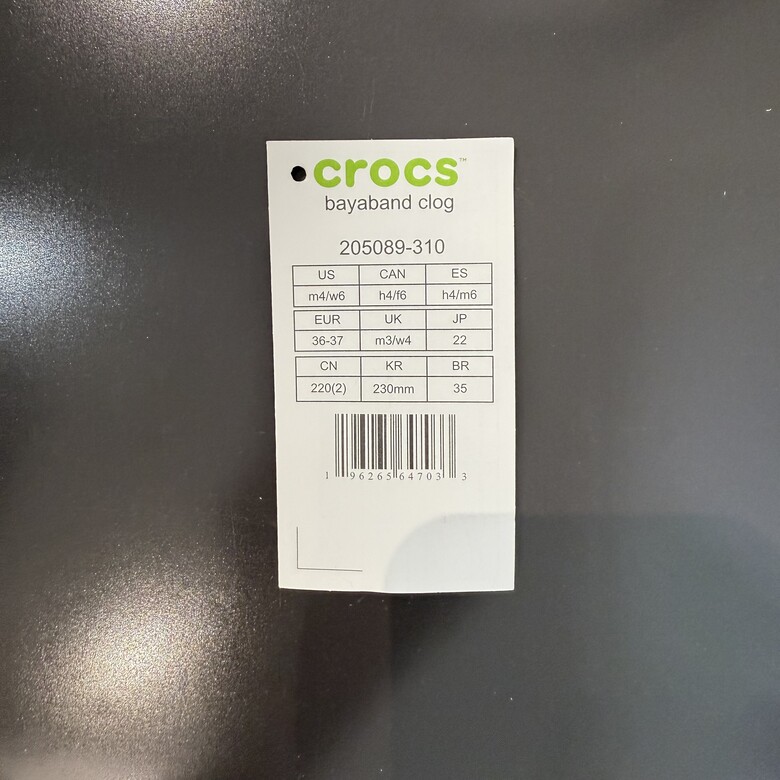 crocs™
bayaband clog
205089-310
US CAN ES
m4/w6 h4/f6 h4/m6
EUR UK JP
36-37 m3/w4 22
CN KR BR
220(2) 230mm 35
1 96265 64703 3